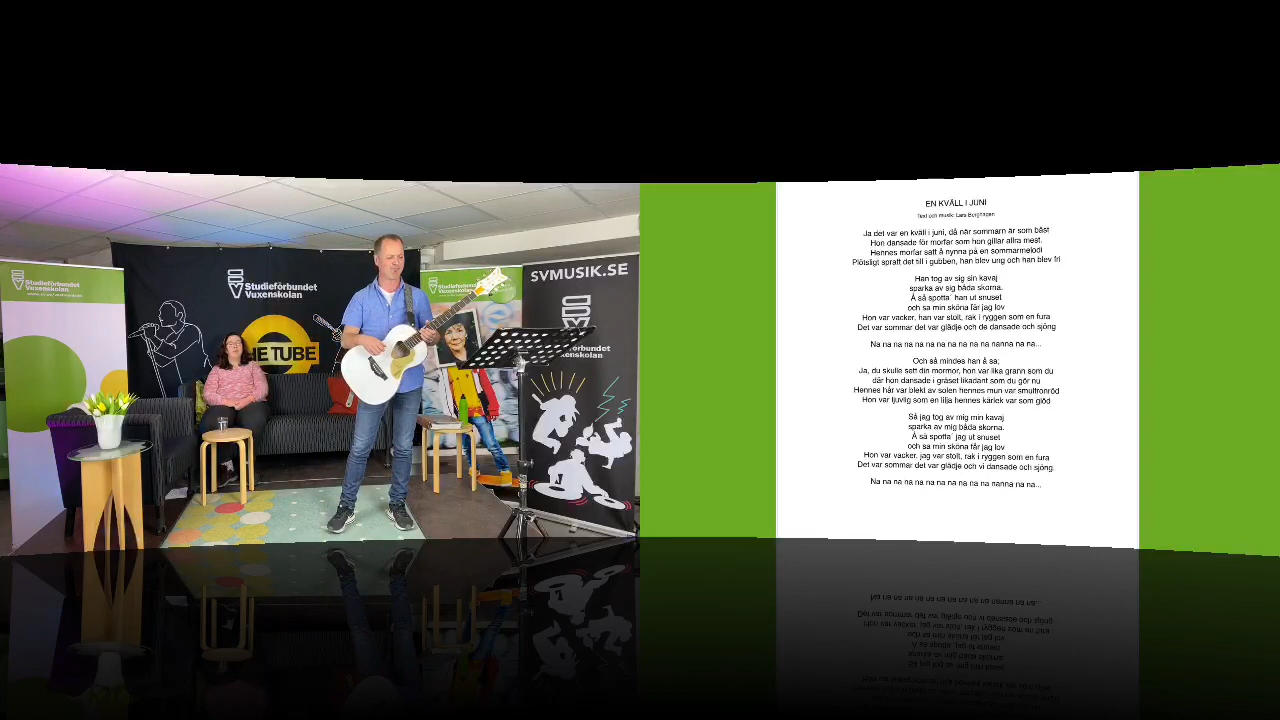 Studieförbundet
Vuxenskolan
Studieförbundet
Vuxenskolan
THE TUBE
Studieförbundet
Vuxenskolan
SVMUSIK.SE
förbundet
nskolan
EN KVÄLL I JUNI
Text och musik: Lars Berghagen
Ja det var en kväll i juni, då när sommarn är som bäst
Hon dansade för morfar som hon gillar allra mest.
Hennes morfar satt å nynna på en sommarmelodi
Plötsligt spratt det till i gubben, han blev ung och han blev fri
Han tog av sig sin kavaj
sparka av sig båda skorna.
Å så spotta´ han ut snuset
och sa min sköna får jag lov
Hon var vacker, han var stolt, rak i ryggen som en fura
Det var sommar det var glädje och de dansade och sjöng
Na na na na na na na na na na na nanna na na...
Och så mindes han å sa;
Ja, du skulle sett din mormor, hon var lika grann som du
där hon dansade i gräset likadant som du gör nu
Hennes hår var blekt av solen hennes mun var smultronröd
Hon var ljuvlig som en lilja hennes kärlek var som glöd
Så jag tog av mig min kavaj
sparka av mig båda skorna.
Å så spotta´ jag ut snuset
och sa min sköna får jag lov
Hon var vacker, jag var stolt, rak i ryggen som en fura
Det var sommar det var glädje och vi dansade och sjöng.
Na na na na na na na na na na na nanna na na...